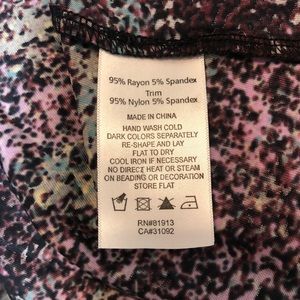 95% Rayon 5% Spandex
Trim
95% Nylon 5% Spandex
MADE IN CHINA
HAND WASH COLD
DARK COLORS SEPARATELY
RE-SHAPE AND LAY
FLAT TO DRY
COOL IRON IF NECESSARY
NO DIRECT HEAT OR STEAM
ON BEADING OR DECORATION
STORE FLAT
RN#81913
CA#31092